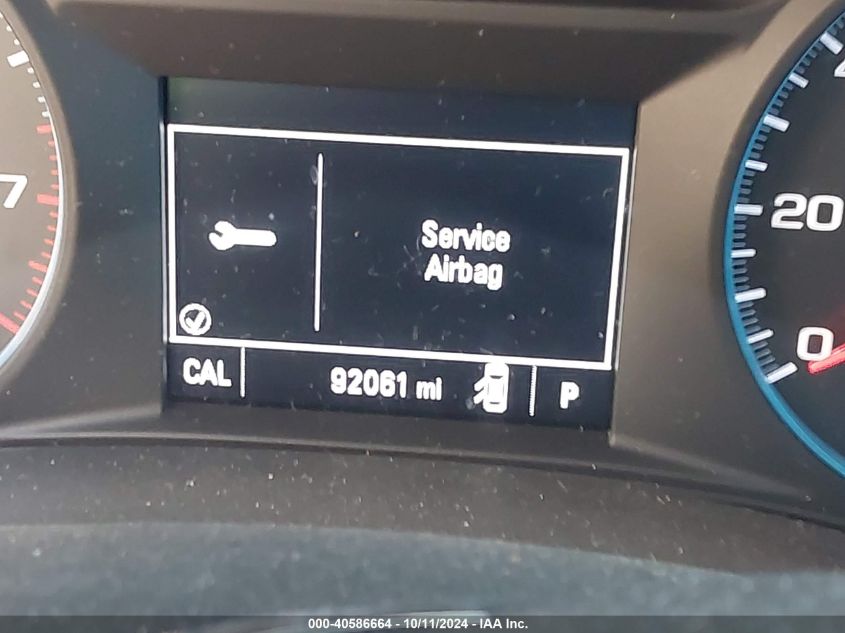 7
Service
Airbag
20
0
CAL
92061 mi
P
000-40586664 - 10/11/2024 - IAA Inc.